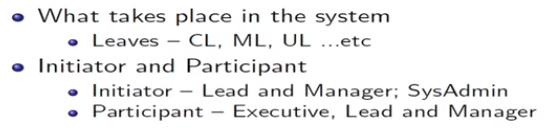 What takes place in the system
Leaves – CL, ML, UL ...etc
Initiator and Participant
Initiator – Lead and Manager; SysAdmin
Participant – Executive, Lead and Manager